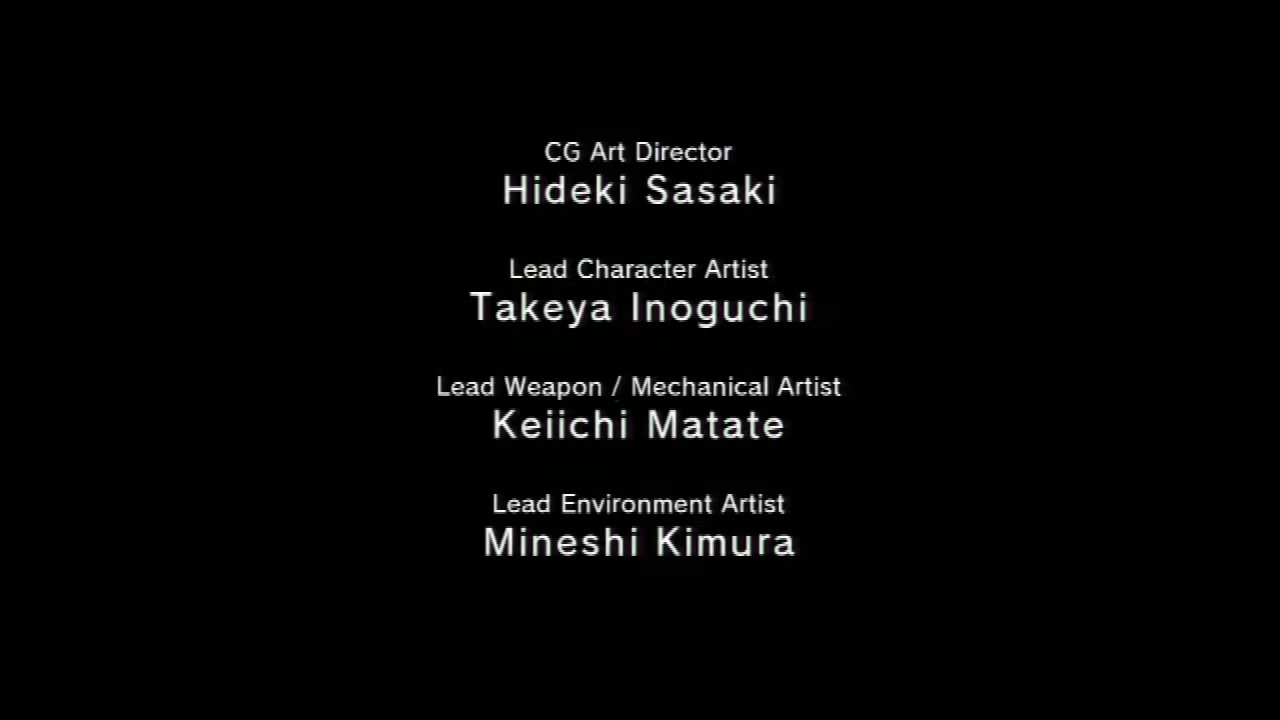 CG Art Director
Hideki Sasaki
Lead Character Artist
Takeya Inoguchi
Lead Weapon / Mechanical Artist
Keiichi Matate
Lead Environment Artist
Mineshi Kimura